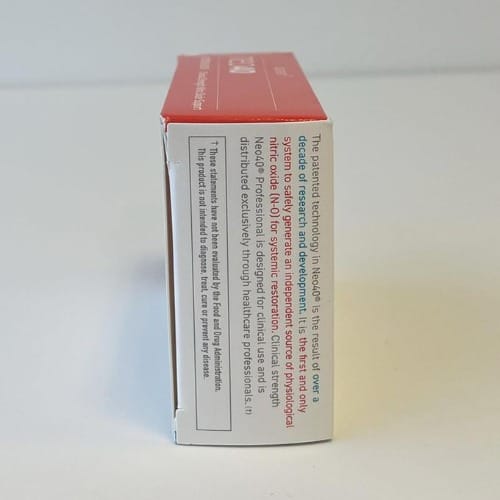 The patented technology in Neo40® is the result of over a
decade of research and development. It is the first and only
system to safely generate an independent source of physiological
nitric oxide (N-O) for systemic restoration. Clinical strength
Neo40® Professional is designed for clinical use and is
distributed exclusively through healthcare professionals.(†)
† These statements have not been evaluated by the Food and Drug Administration.
This product is not intended to diagnose, treat, cure or prevent any disease.